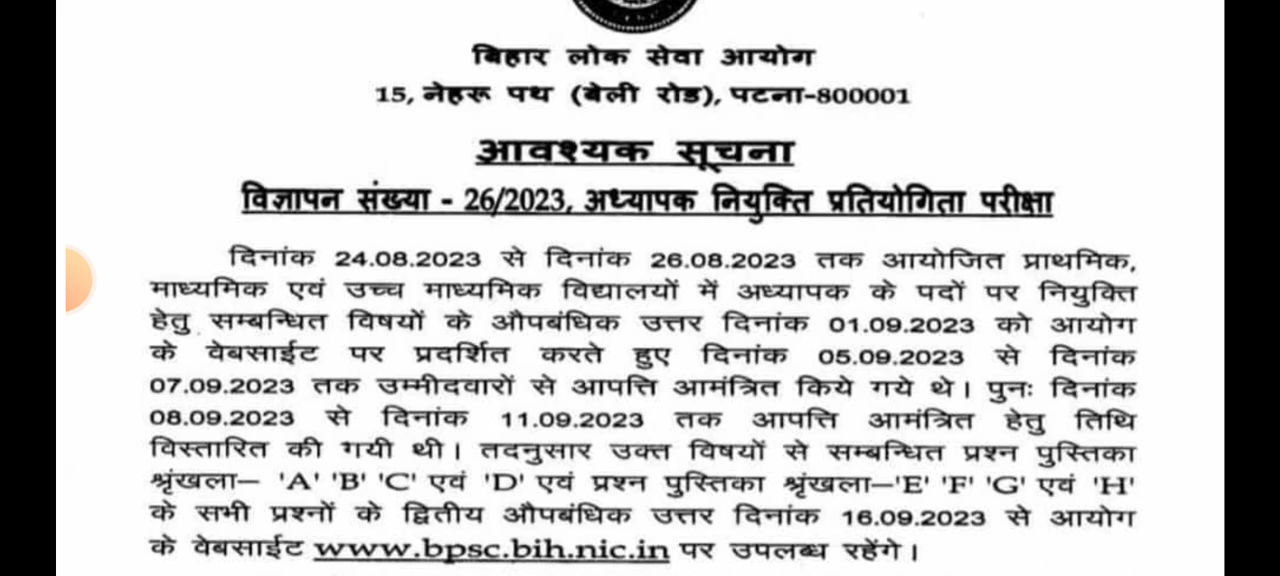 बिहार लोक सेवा आयोग
15, नेहरू पथ (बेली रोड), पटना-800001
आवश्यक सूचना
विज्ञापन संख्या - 26/2023, अध्यापक नियुक्ति प्रतियोगिता परीक्षा
दिनांक 24.08.2023 से दिनांक 26.08.2023 तक आयोजित प्राथमिक,
माध्यमिक एवं उच्च माध्यमिक विद्यालयों में अध्यापक के पदों पर नियुक्ति
हेतु सम्बन्धित विषयों के औपबंधिक उत्तर दिनांक 01.09.2023 को आयोग
के वेबसाईट पर प्रदर्शित करते हुए दिनांक 05.09.2023 से दिनांक
07.09.2023 तक उम्मीदवारों से आपत्ति आमंत्रित किये गये थे। पुनः दिनांक
08.09.2023 से दिनांक 11.09.2023 तक आपत्ति आमंत्रित हेतु तिथि
विस्तारित की गयी थी। तदनुसार उक्त विषयों से सम्बन्धित प्रश्न पुस्तिका
श्रृंखला– 'A' 'B' 'C' एवं 'D' एवं प्रश्न पुस्तिका श्रृंखला–'E' 'F' 'G' एवं 'H'
के सभी प्रश्नों के द्वितीय औपबंधिक उत्तर दिनांक 16.09.2023 से आयोग
के वेबसाईट www.bpsc.bih.nic.in पर उपलब्ध रहेंगे।